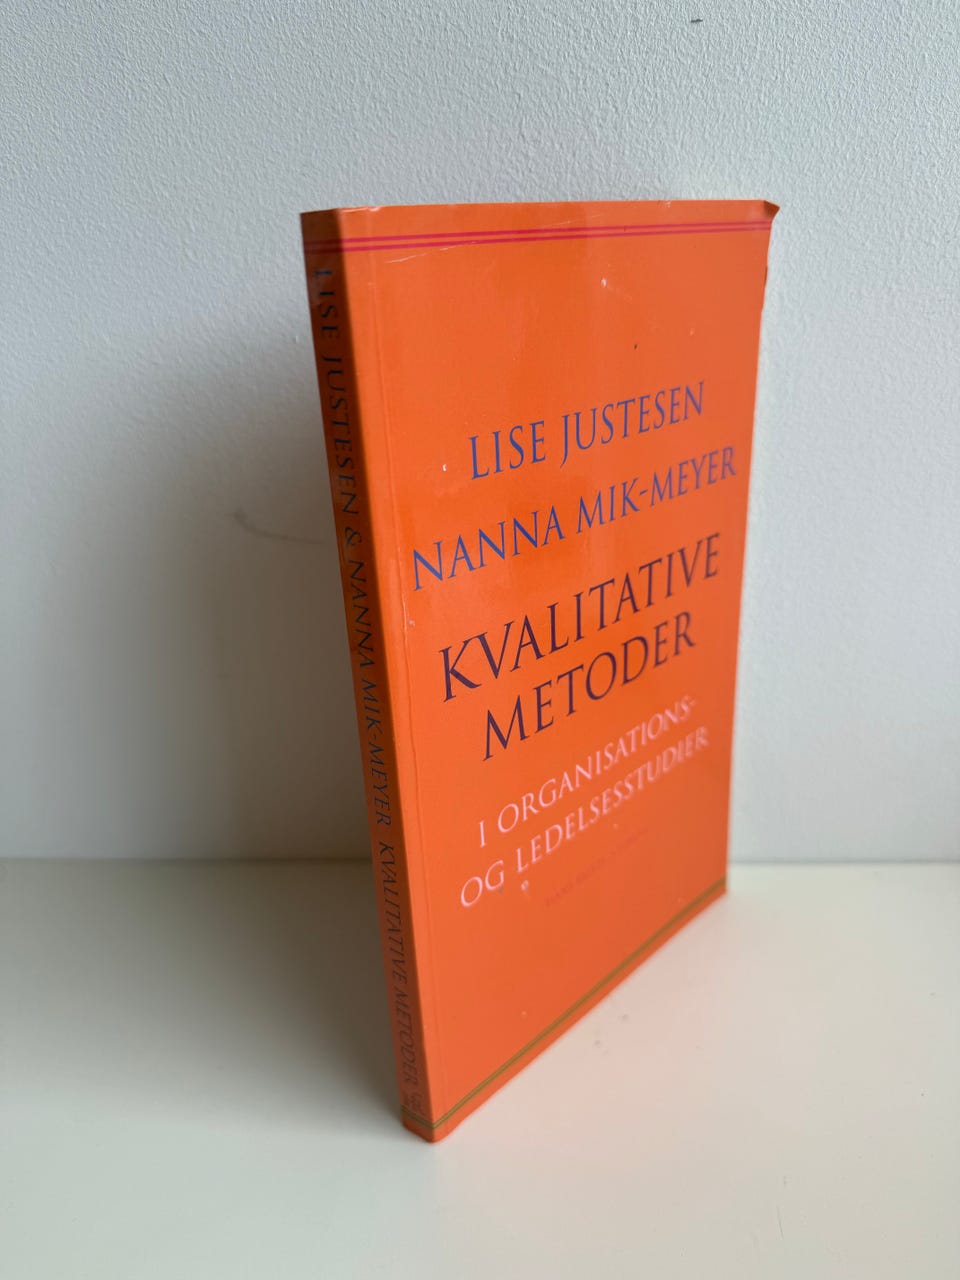 LISE JUSTESEN & NANNA MIK-MEYER KVALITATIVE METODER
LISE JUSTESEN
NANNA MIK-MEYER
KVALITATIVE
METODER
I ORGANISATIONS-
OG LEDELSESSTUDIER